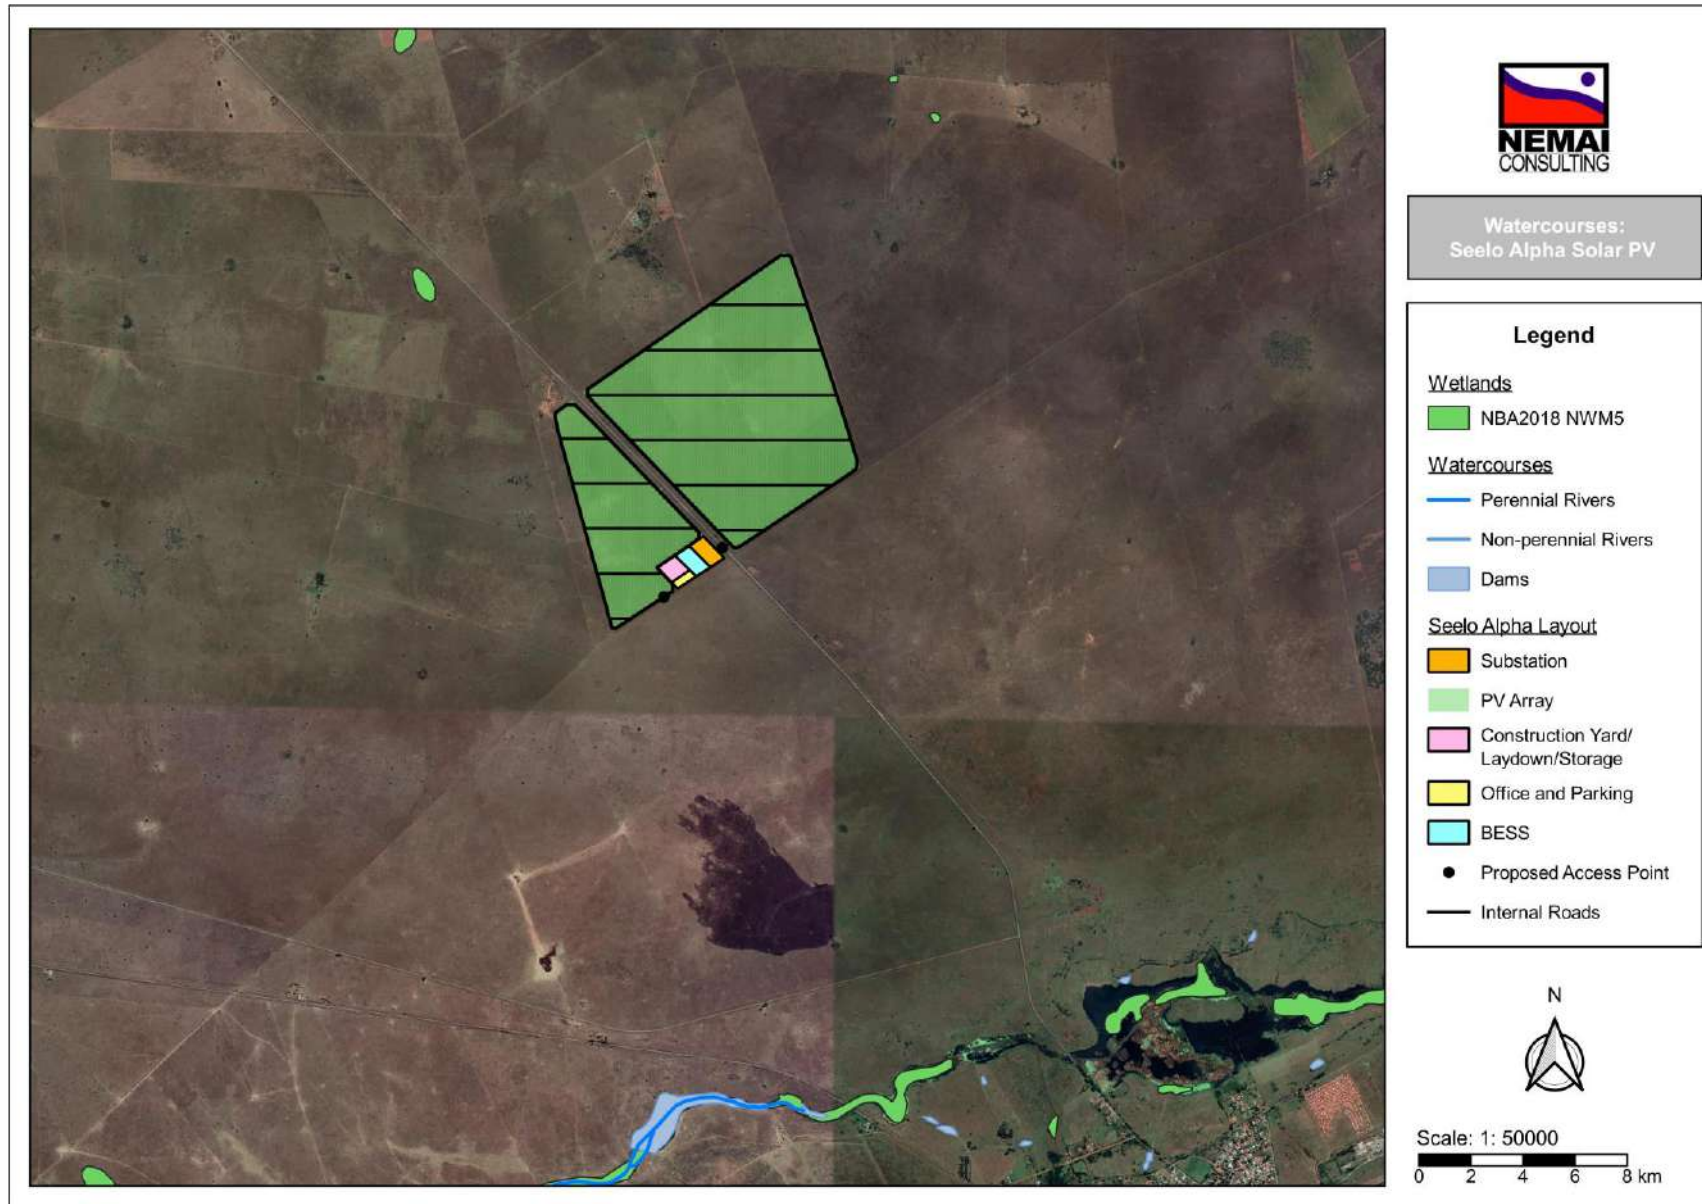 NEMAI
CONSULTING
Watercourses:
Seelo Alpha Solar PV
Legend
Wetlands
NBA2018 NWM5
Watercourses
Perennial Rivers
Non-perennial Rivers
Dams
Seelo Alpha Layout
Substation
PV Array
Construction Yard/
Laydown/Storage
Office and Parking
BESS
Proposed Access Point
Internal Roads
N
Scale: 1: 50000
0 2 4 6 8 km